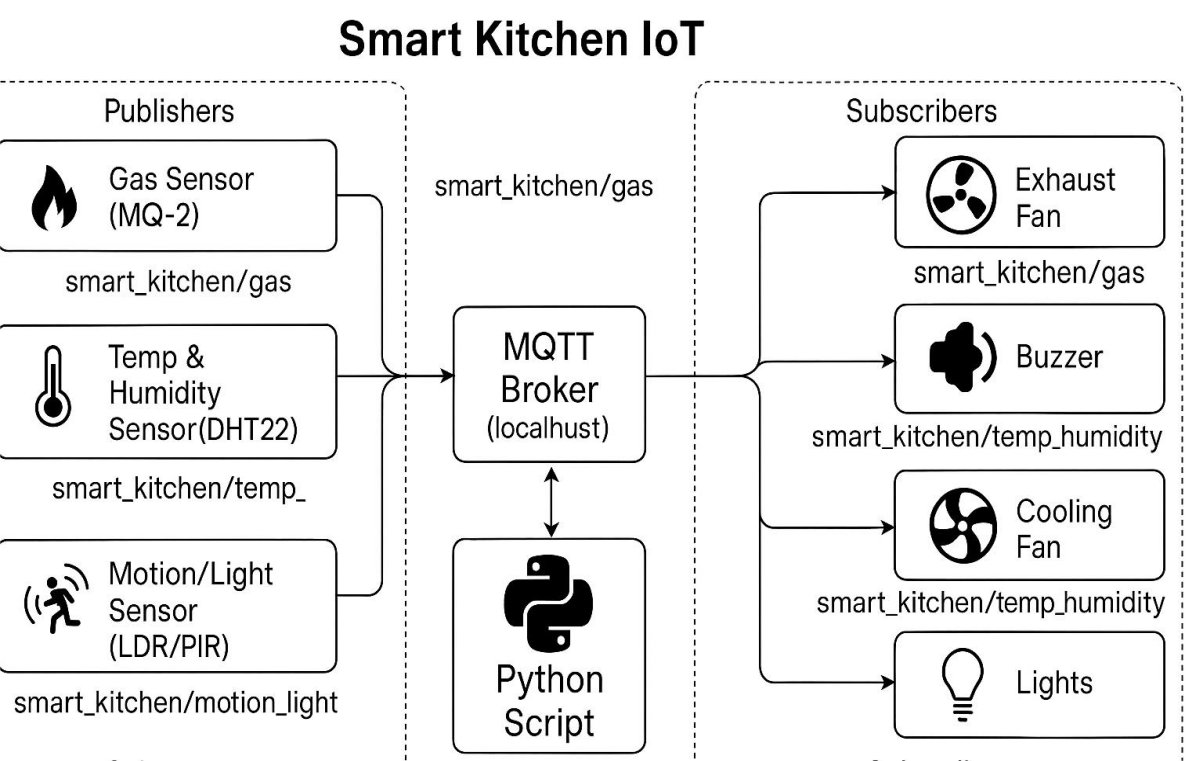 Smart Kitchen IoT
Publishers
Gas Sensor
(MQ-2)
smart_kitchen/gas
Temp &
Humidity
Sensor(DHT22)
smart_kitchen/temp_
Motion/Light
Sensor
(LDR/PIR)
smart_kitchen/motion_light
smart_kitchen/gas
MQTT
Broker
(localhust)
Python
Script
Subscribers
Exhaust
Fan
smart_kitchen/gas
Buzzer
smart_kitchen/temp_humidity
Cooling
Fan
smart_kitchen/temp_humidity
Lights